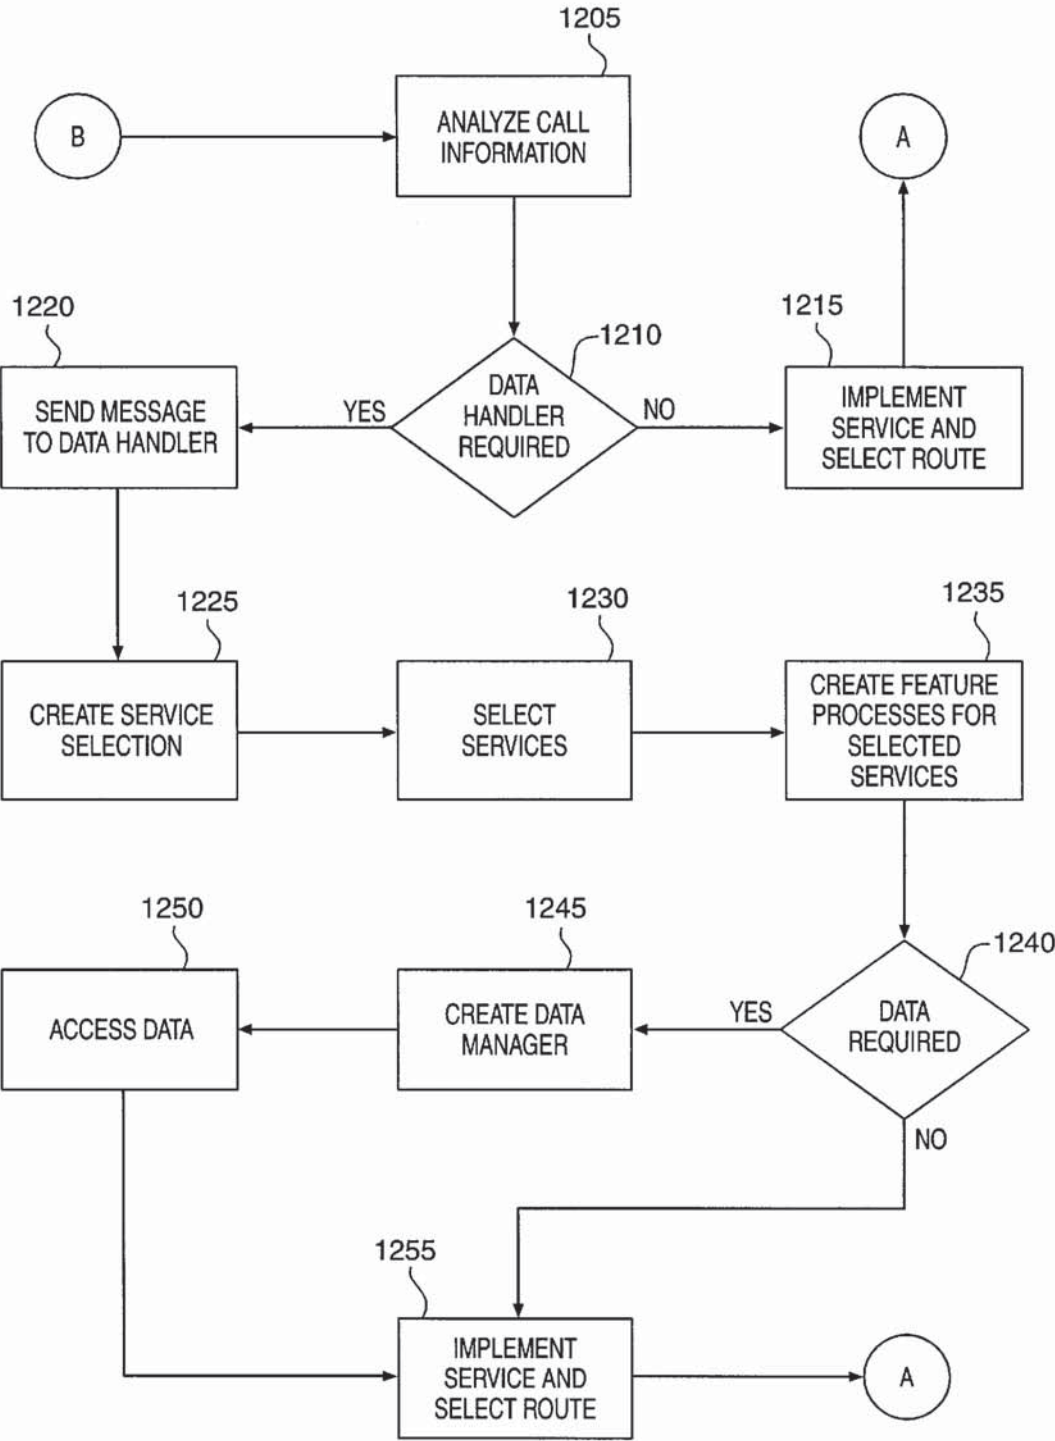 1205
B
ANALYZE CALL
INFORMATION
A
1220
1210
1215
SEND MESSAGE
TO DATA HANDLER
YES
DATA
HANDLER
REQUIRED
NO
IMPLEMENT
SERVICE AND
SELECT ROUTE
1225
1230
1235
CREATE SERVICE
SELECTION
SELECT
SERVICES
CREATE FEATURE
PROCESSES FOR
SELECTED
SERVICES
1250
1245
1240
ACCESS DATA
CREATE DATA
MANAGER
YES
DATA
REQUIRED
NO
1255
IMPLEMENT
SERVICE AND
SELECT ROUTE
A